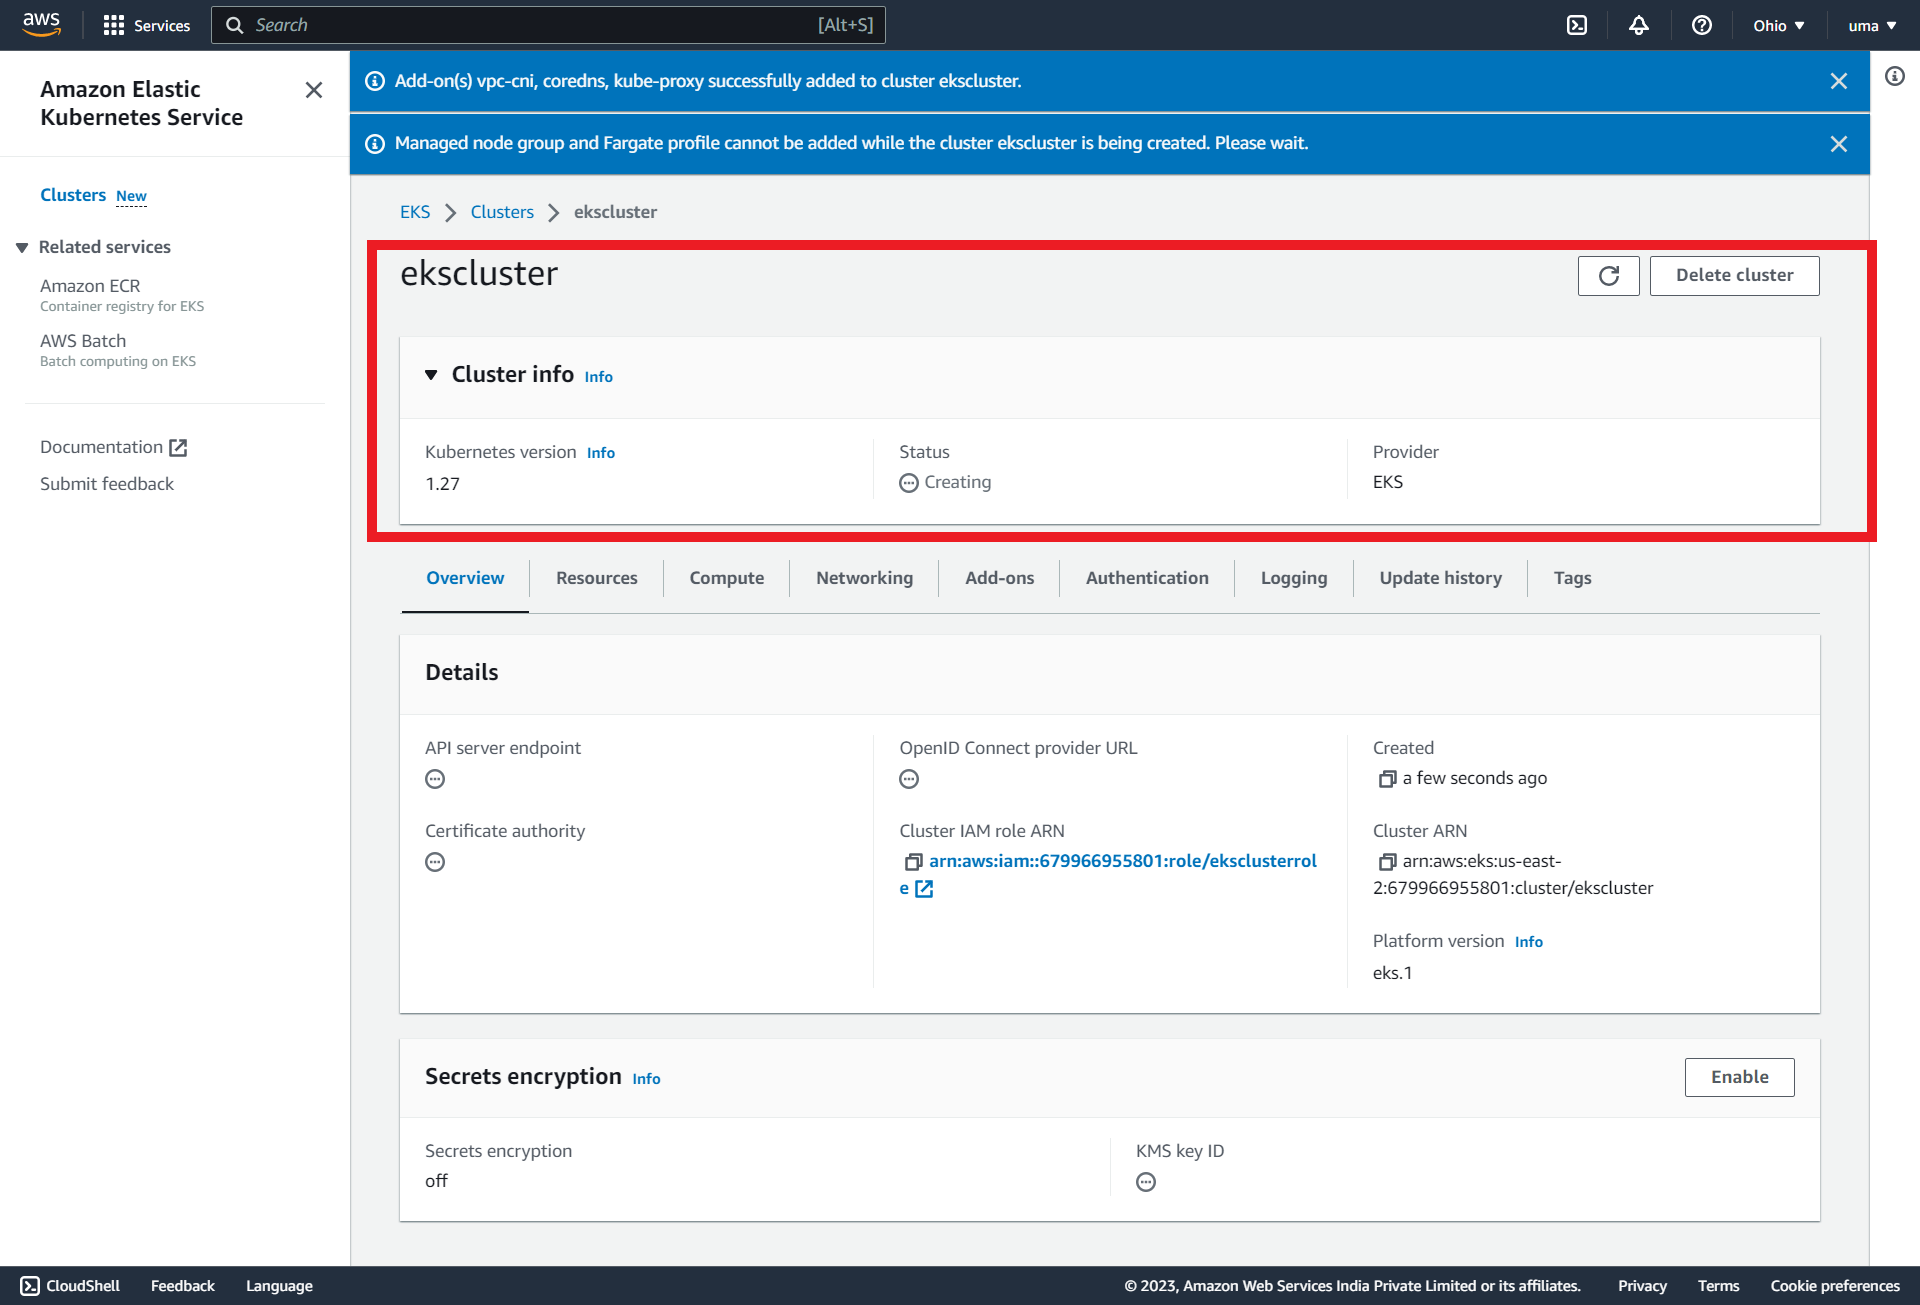 aws
Services
Search
[Alt+S]
Ohio
uma
Amazon Elastic
Kubernetes Service
Clusters New
Related services
Amazon ECR
Container registry for EKS
AWS Batch
Batch computing on EKS
Documentation
Submit feedback
Add-on(s) vpc-cni, coredns, kube-proxy successfully added to cluster ekscluster.
Managed node group and Fargate profile cannot be added while the cluster ekscluster is being created. Please wait.
EKS
Clusters
ekscluster
ekscluster
Delete cluster
Cluster info Info
Kubernetes version Info
1.27
Status
Creating
Provider
EKS
Overview
Resources
Compute
Networking
Add-ons
Authentication
Logging
Update history
Tags
Details
API server endpoint
Certificate authority
OpenID Connect provider URL
Cluster IAM role ARN
arn:aws:iam::679966955801:role/eksclusterrol
e
Created
a few seconds ago
Cluster ARN
arn:aws:eks:us-east-
2:679966955801:cluster/ekscluster
Platform version Info
eks.1
Secrets encryption Info
Enable
Secrets encryption
off
KMS key ID
CloudShell
Feedback
Language
© 2023, Amazon Web Services India Private Limited or its affiliates.
Privacy
Terms
Cookie preferences